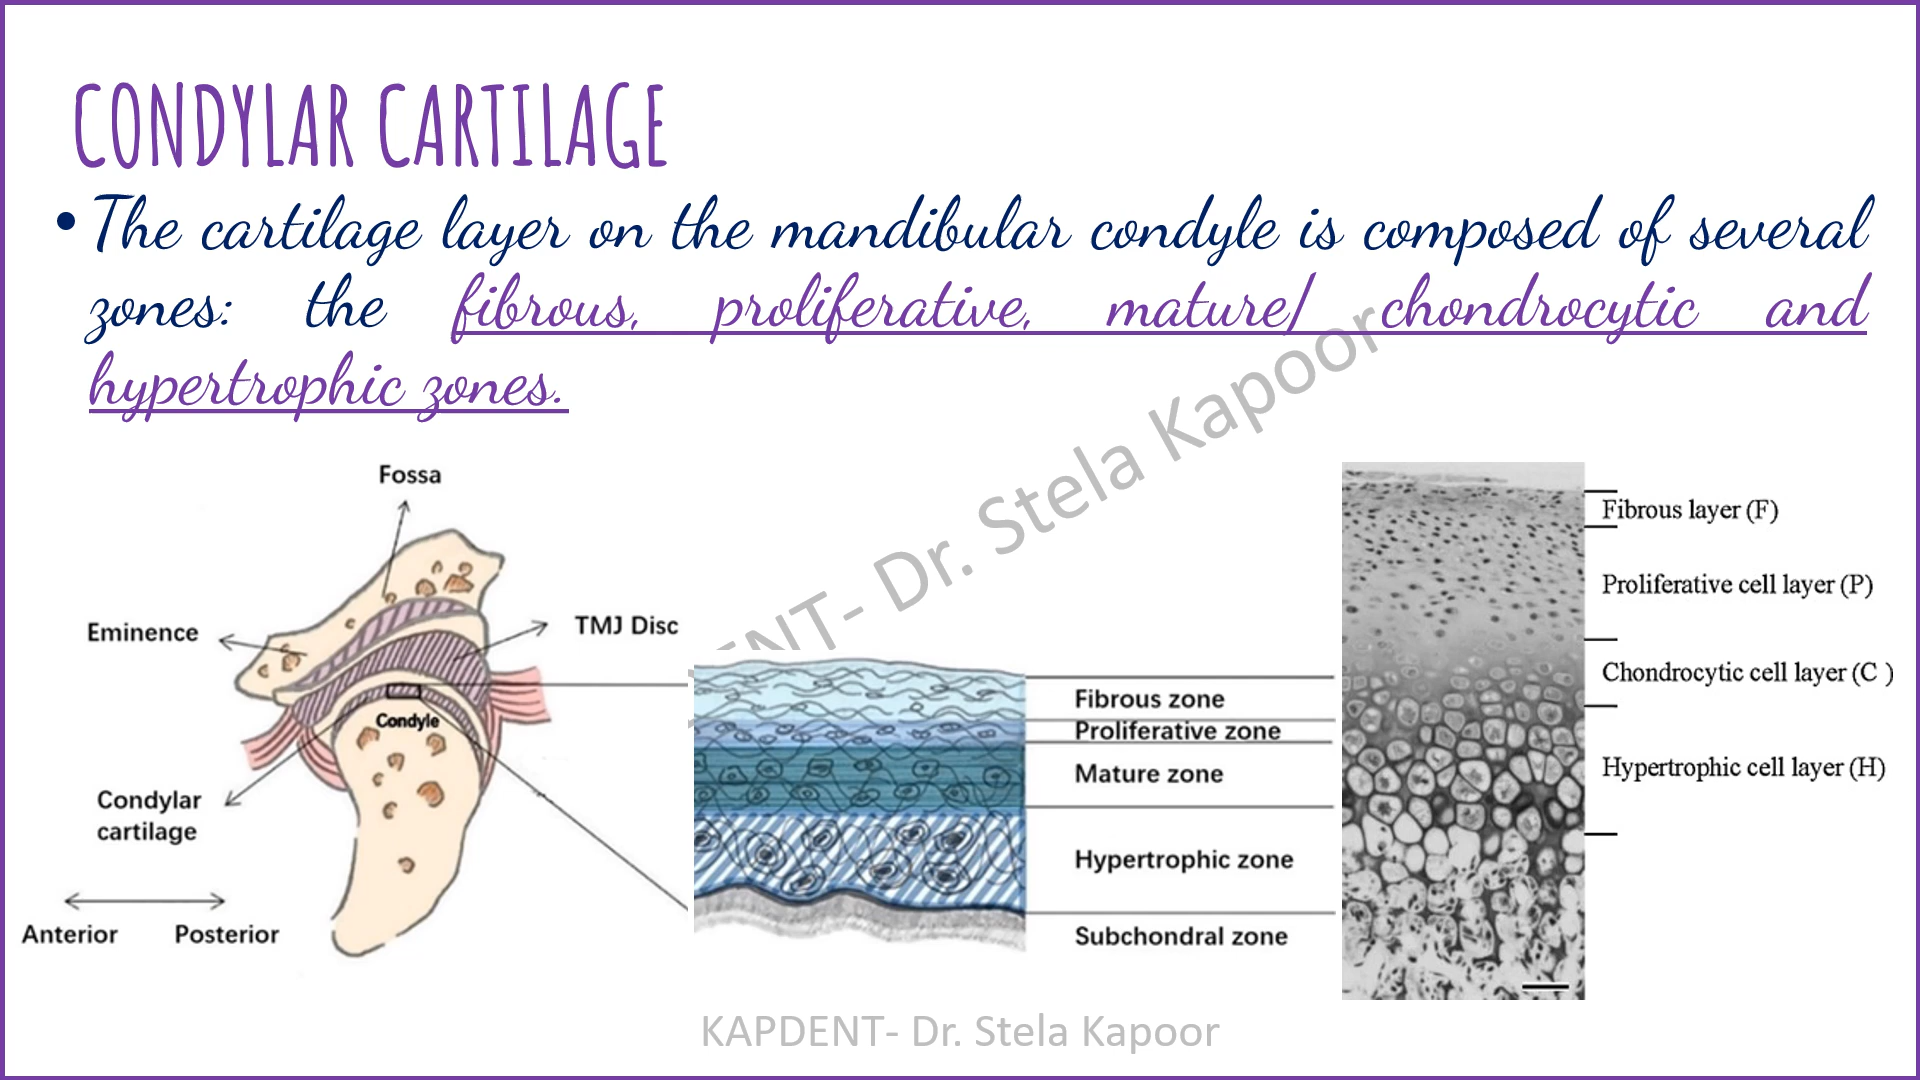 CONDYLAR CARTILAGE
• The cartilage layer on the mandibular condyle is composed of several
zones: the fibrous, proliferative, mature/ chondrocytic and
hypertrophic zones.
Fossa
Eminence
TMJ Disc
Condyle
Condylar
cartilage
Anterior
Posterior
Fibrous zone
Proliferative zone
Mature zone
Hypertrophic zone
Subchondral zone
Fibrous layer (F)
Proliferative cell layer (P)
Chondrocytic cell layer (C )
Hypertrophic cell layer (H)
ENT- Dr. Stela Kapoor
KAPDENT- Dr. Stela Kapoor